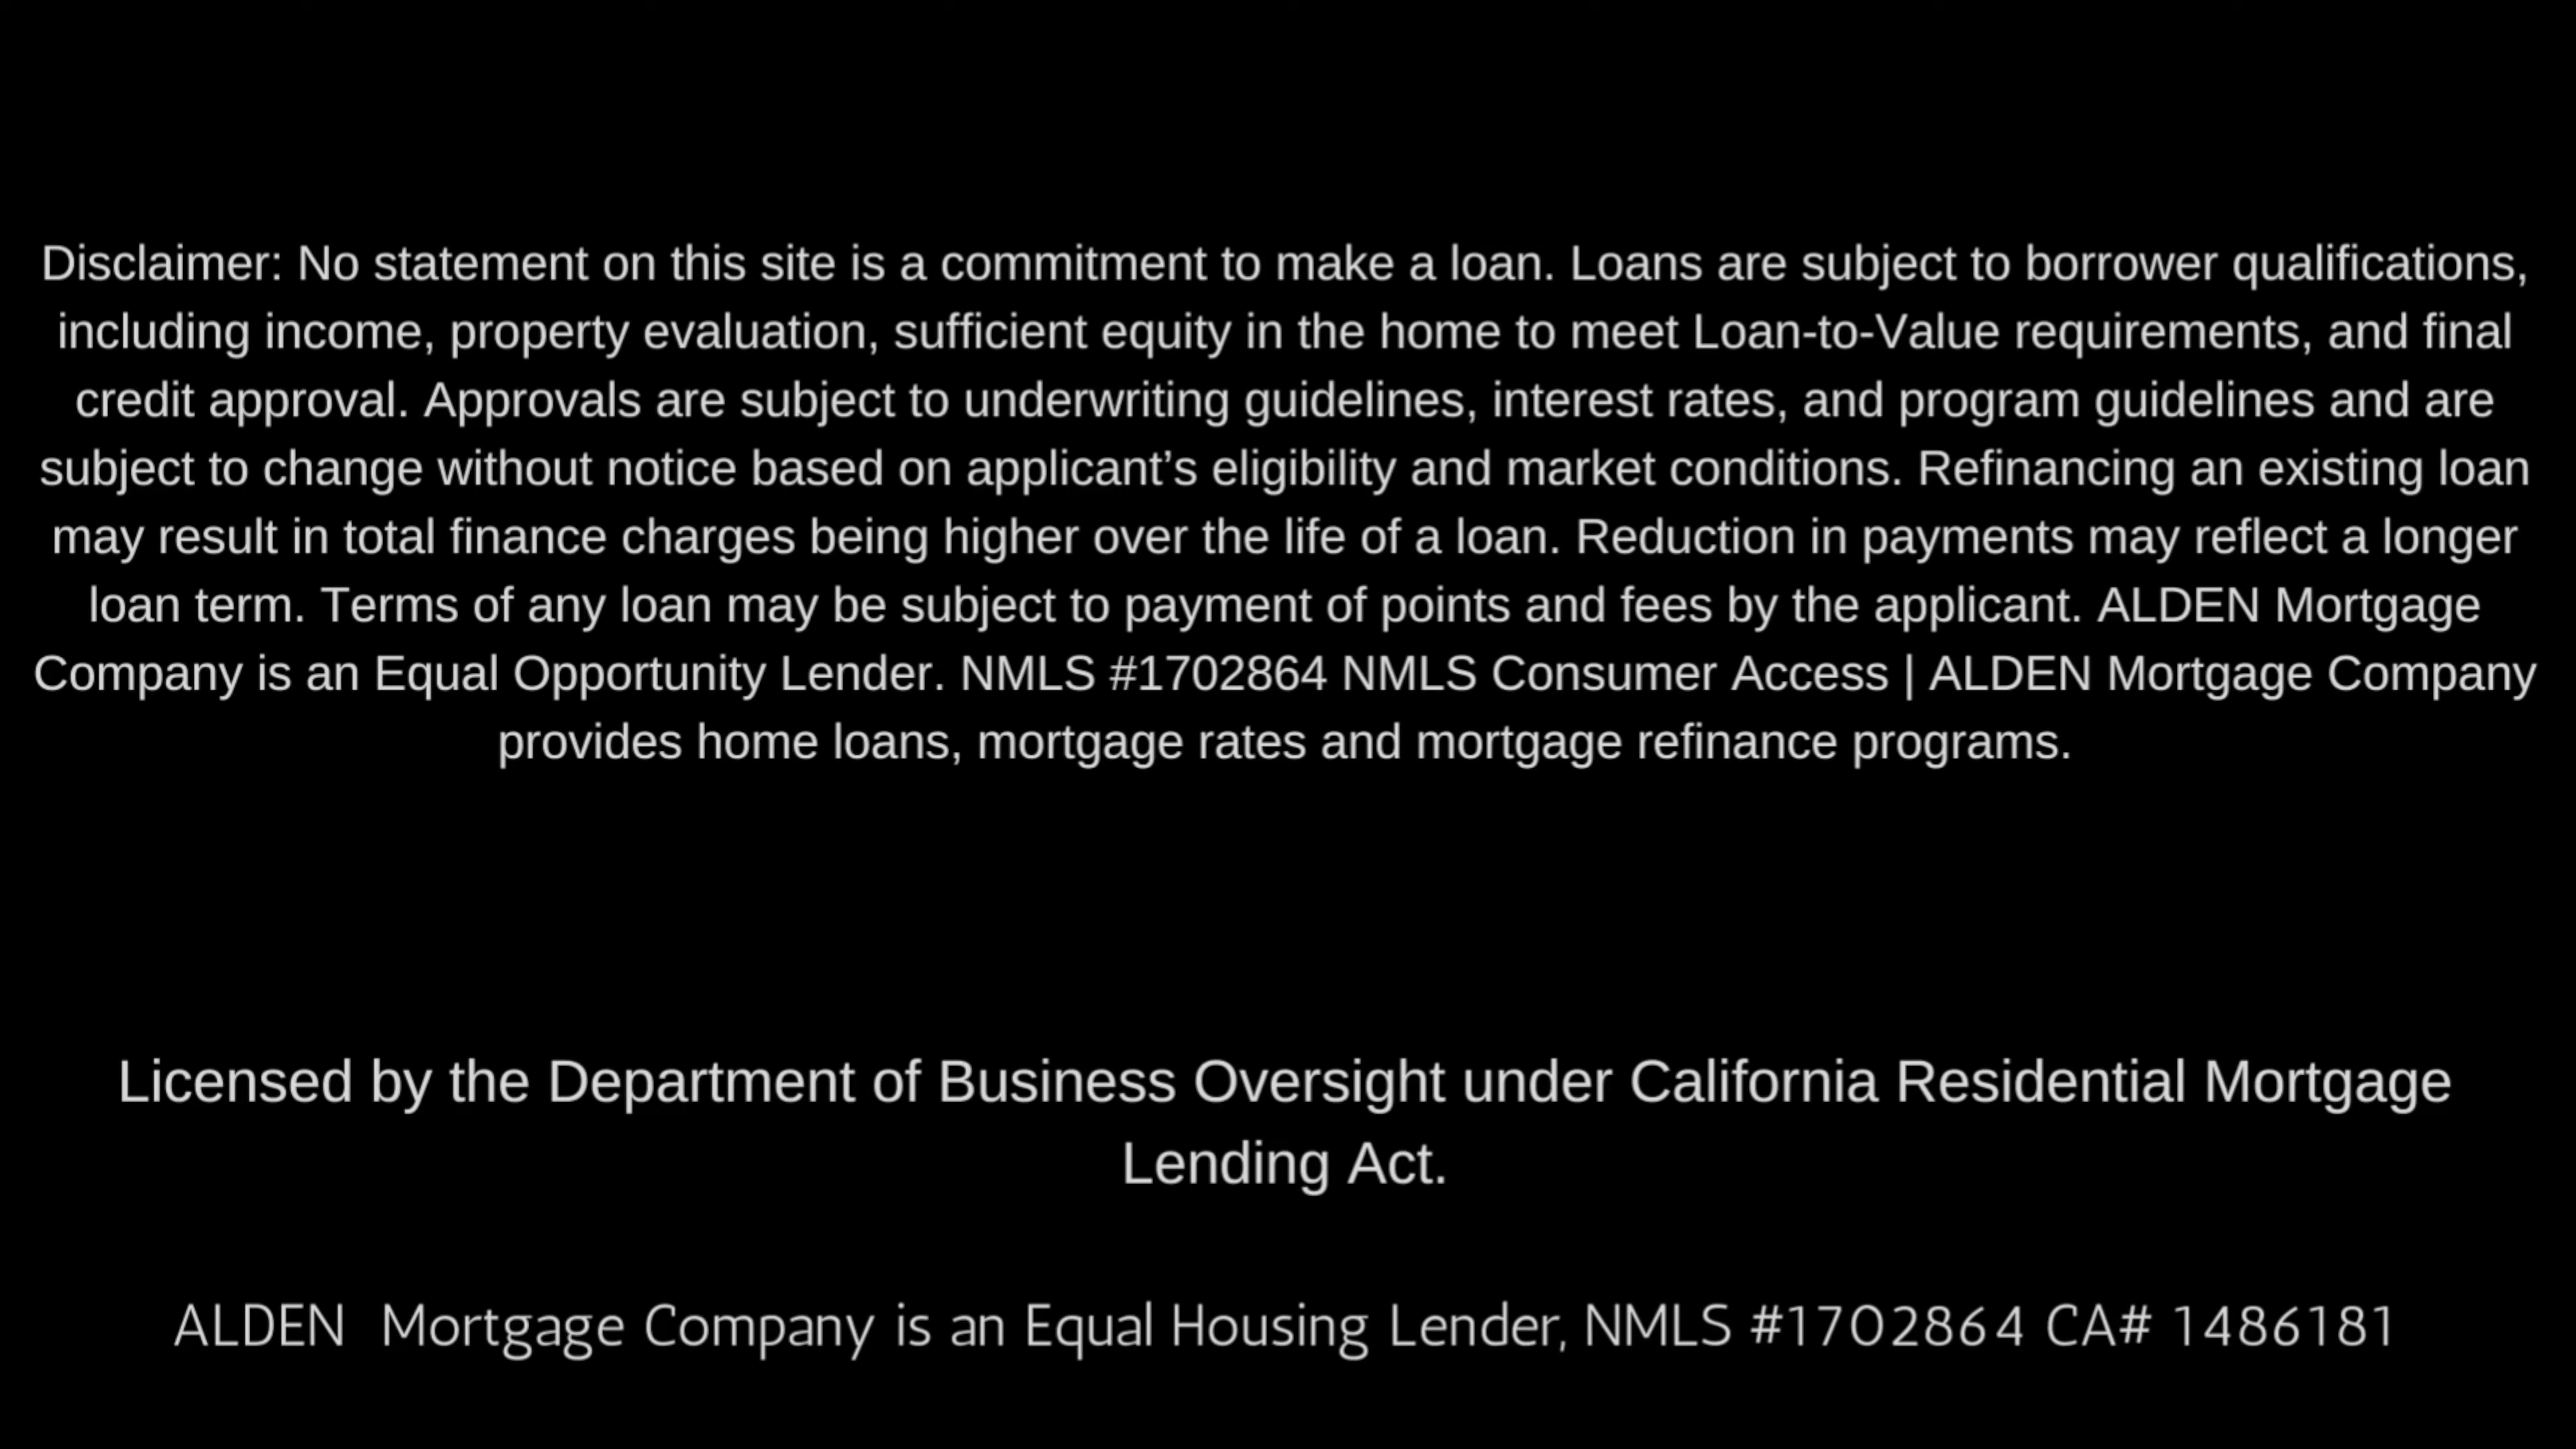 Disclaimer: No statement on this site is a commitment to make a loan. Loans are subject to borrower qualifications,
including income, property evaluation, sufficient equity in the home to meet Loan-to-Value requirements, and final
credit approval. Approvals are subject to underwriting guidelines, interest rates, and program guidelines and are
subject to change without notice based on applicant’s eligibility and market conditions. Refinancing an existing loan
may result in total finance charges being higher over the life of a loan. Reduction in payments may reflect a longer
loan term. Terms of any loan may be subject to payment of points and fees by the applicant. ALDEN Mortgage
Company is an Equal Opportunity Lender. NMLS #1702864 NMLS Consumer Access | ALDEN Mortgage Company
provides home loans, mortgage rates and mortgage refinance programs.
Licensed by the Department of Business Oversight under California Residential Mortgage
Lending Act.
ALDEN Mortgage Company is an Equal Housing Lender, NMLS #1702864 CA# 1486181